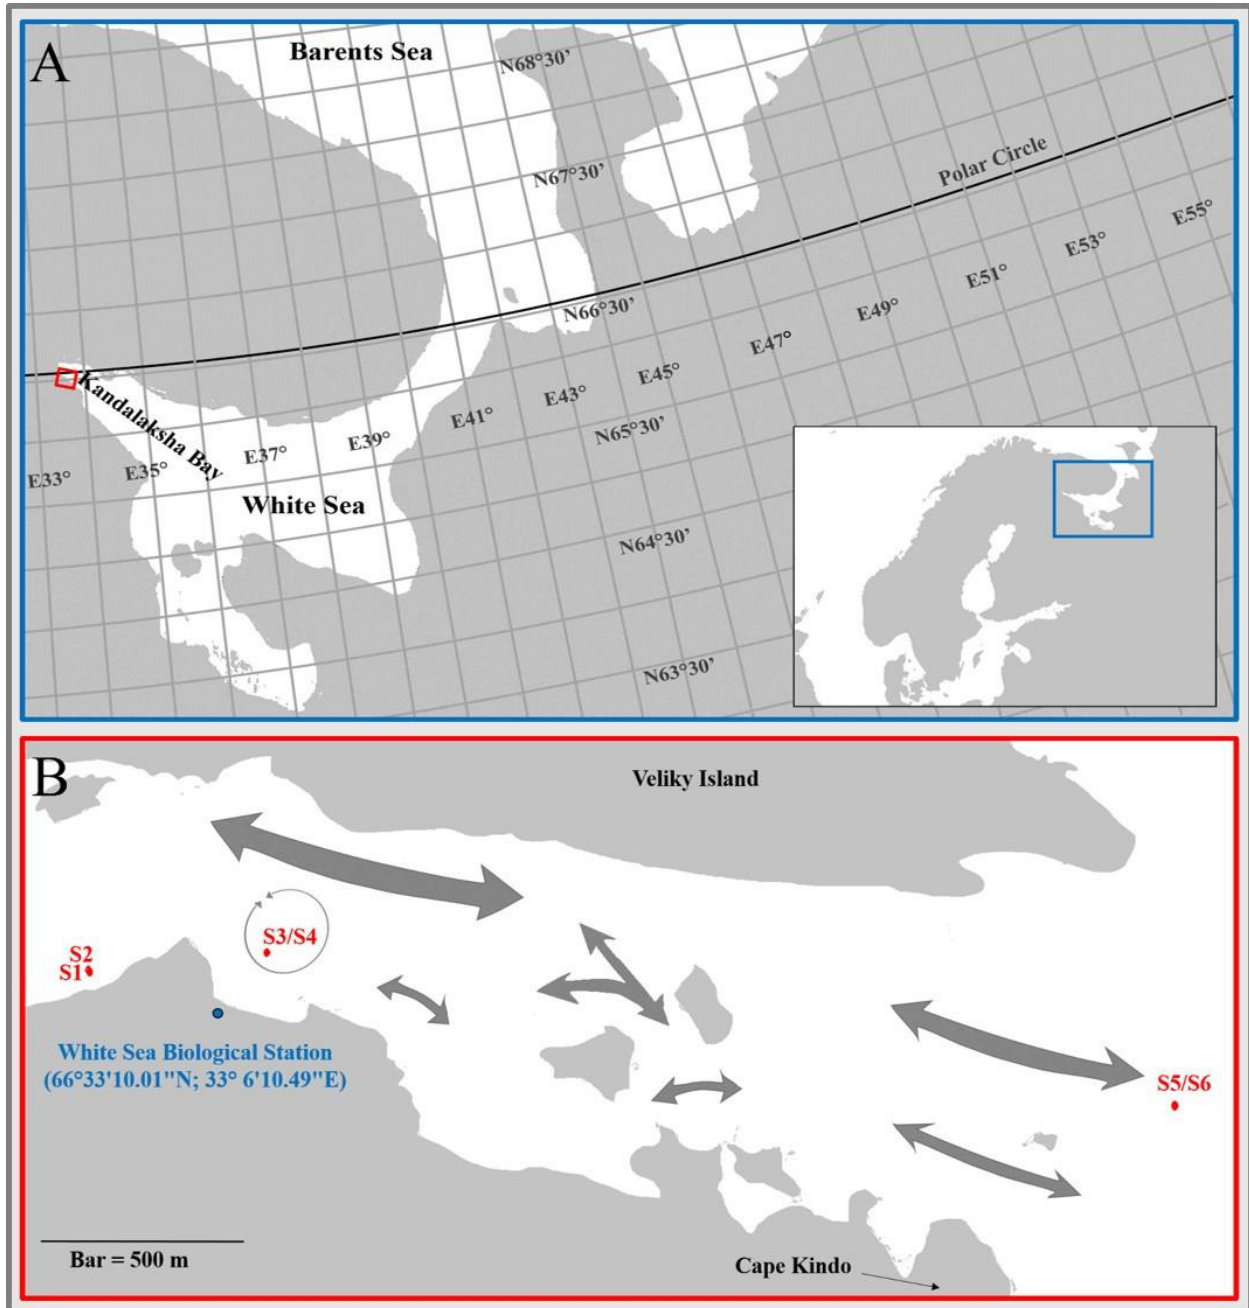 A
Barents Sea
N68°30’
N67°30’
Polar Circle
E55°
E53°
E51°
N66°30’
E49°
E47°
E45°
E43°
E41°
N65°30’
Kandalaksha Bay
E39°
E37°
E35°
E33°
White Sea
N64°30’
N63°30’
B
Veliky Island
S3/S4
S2
S1
White Sea Biological Station
(66°33'10.01"N; 33° 6'10.49"E)
S5/S6
Bar = 500 m
Cape Kindo